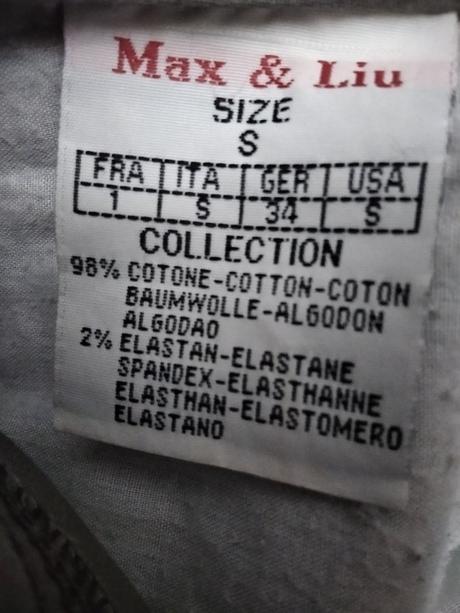 Max & Liu
SIZE
S
FRA ITA GER USA
1 S 34 S
COLLECTION
98% COTONE-COTTON-COTON
BAUMWOLLE-ALGODON
ALGODAO
2% ELASTAN-ELASTANE
SPANDEX-ELASTHANNE
ELASTHAN-ELASTOMERO
ELASTANO